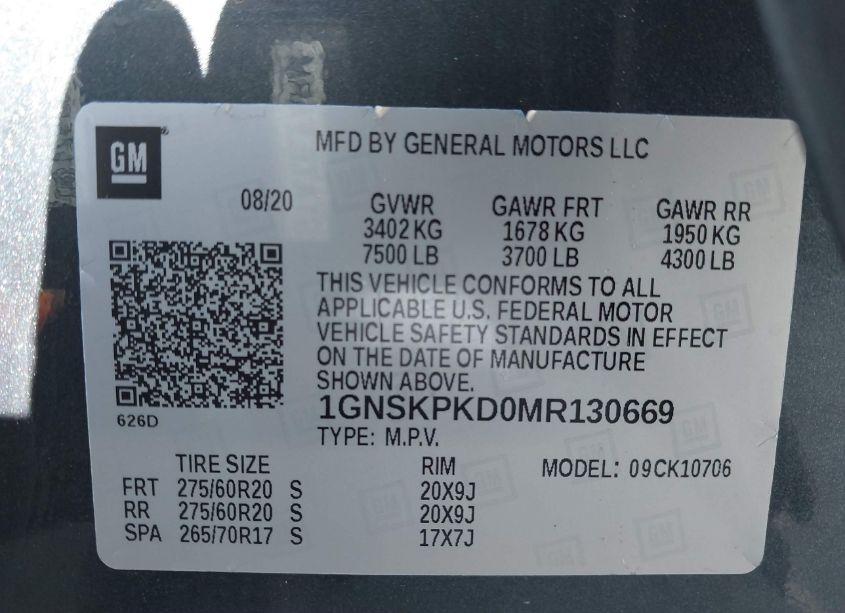 GM
MFD BY GENERAL MOTORS LLC
08/20 GVWR GAWR FRT GAWR RR
3402 KG 1678 KG 1950 KG
7500 LB 3700 LB 4300 LB
THIS VEHICLE CONFORMS TO ALL
APPLICABLE U.S. FEDERAL MOTOR
VEHICLE SAFETY STANDARDS IN EFFECT
ON THE DATE OF MANUFACTURE
SHOWN ABOVE.
626D
1GNSKPKD0MR130669
TYPE: M.P.V.
TIRE SIZE RIM MODEL: 09CK10706
FRT 275/60R20 S 20X9J
RR 275/60R20 S 20X9J
SPA 265/70R17 S 17X7J